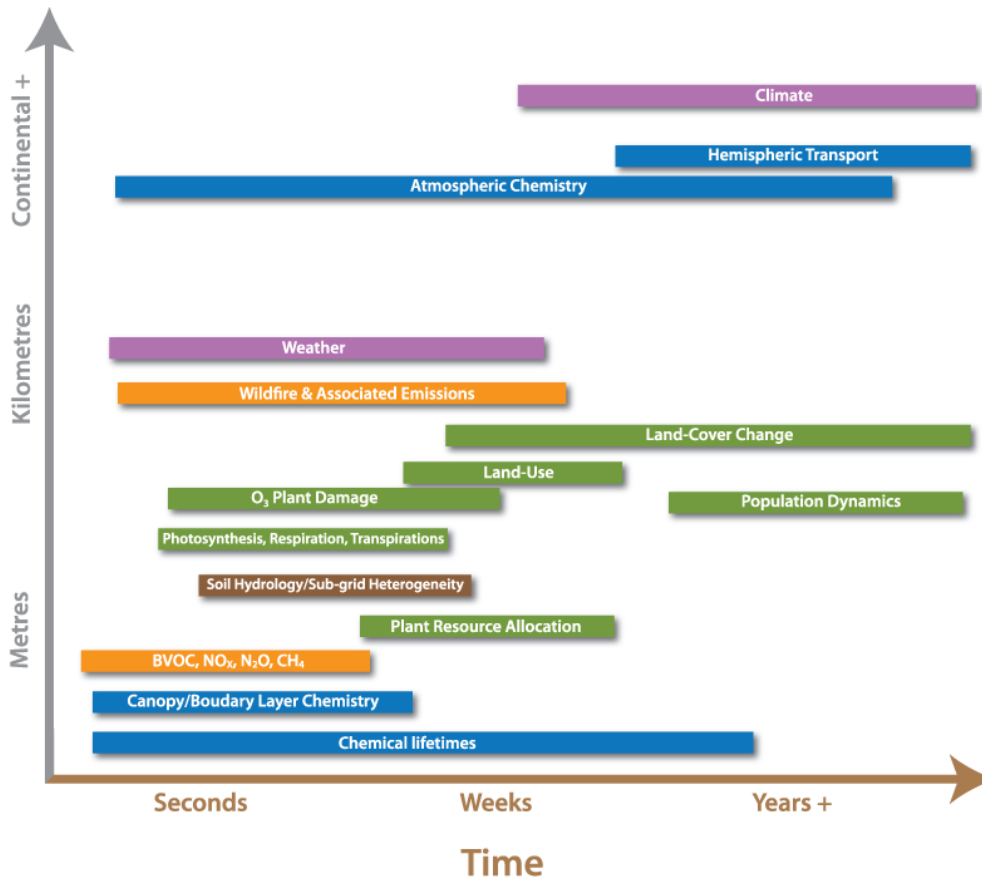 Continental +
Climate
Hemispheric Transport
Atmospheric Chemistry
Kilometres
Weather
Wildfire & Associated Emissions
Land-Cover Change
Land-Use
O₃ Plant Damage
Population Dynamics
Photosynthesis, Respiration, Transpirations
Soil Hydrology/Sub-grid Heterogeneity
Metres
Plant Resource Allocation
BVOC, NOₓ, N₂O, CH₄
Canopy/Boudary Layer Chemistry
Chemical lifetimes
Seconds
Weeks
Years +
Time